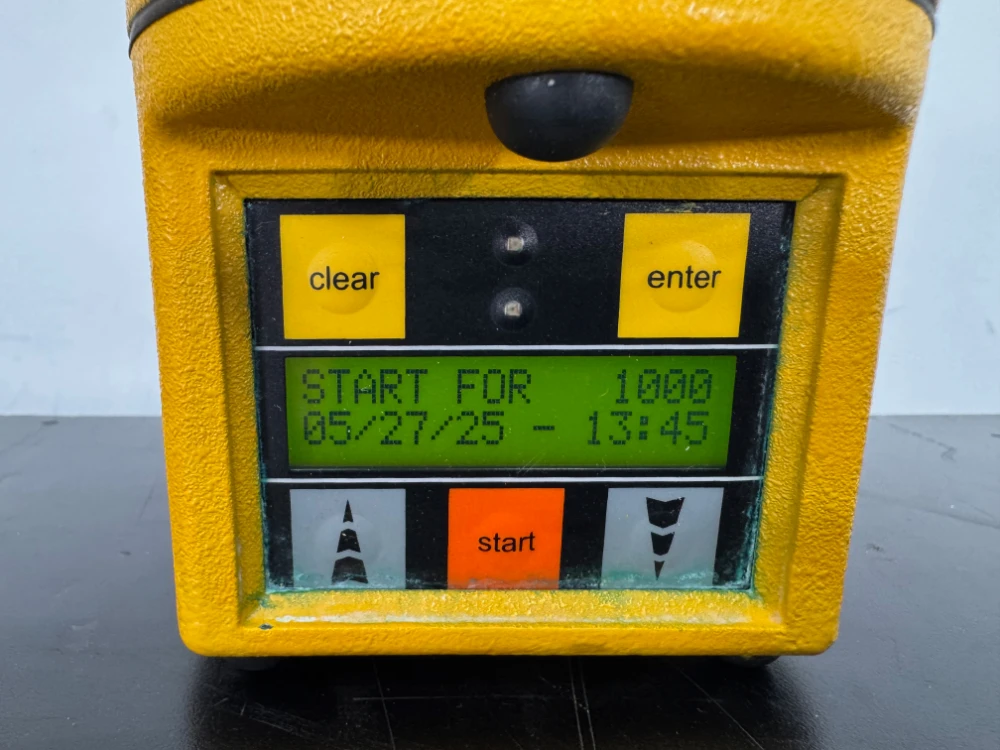 clear
enter
START FOR 1000
05/27/25 - 13:45
start